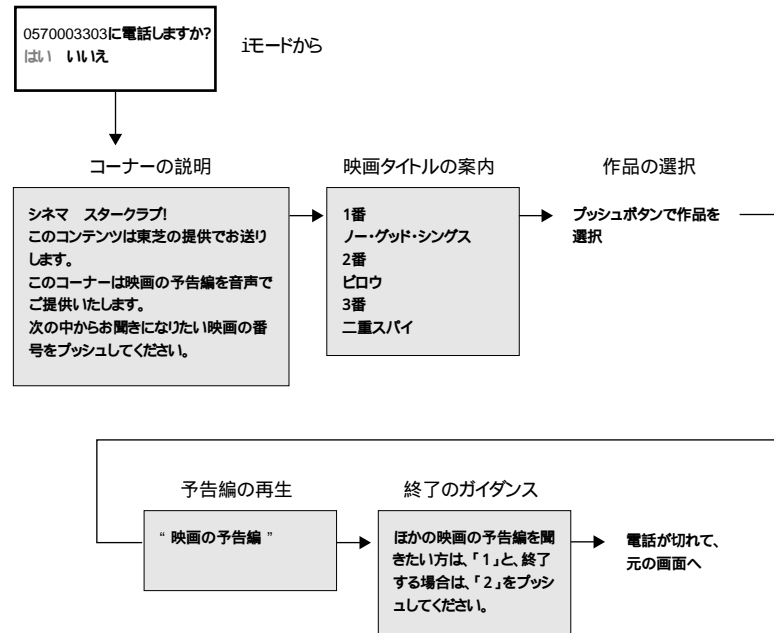 0570003303に電話しますか?
はい　いいえ
iモードから
コーナーの説明
シネマ　スタークラブ!
このコンテンツは東芝の提供でお送り
します。
このコーナーは映画の予告編を音声で
ご提供いたします。
次の中からお聞きになりたい映画の番
号をプッシュしてください。
映画タイトルの案内
1番
ノー・グッド・シングス
2番
ビロウ
3番
二重スパイ
作品の選択
プッシュボタンで作品を
選択
予告編の再生
“ 映画の予告編 ”
終了のガイダンス
ほかの映画の予告編を聞
きたい方は、「1」と、終了
する場合は、「2」をプッシ
ュしてください。
電話が切れて、
元の画面へ